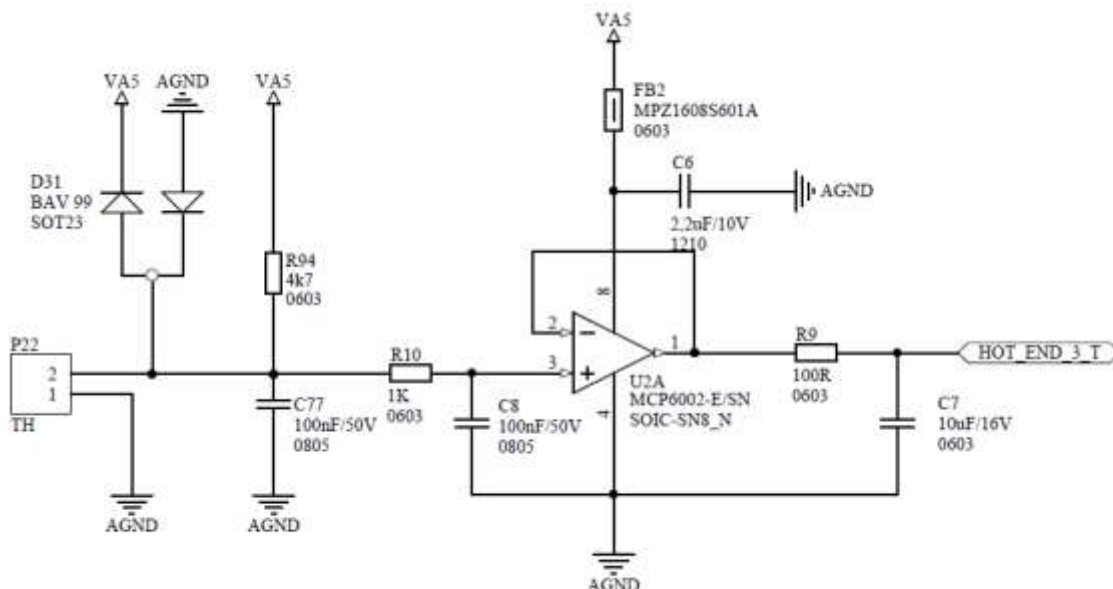 VA5
VA5
AGND
VA5
FB2
MPZ1608S601A
0603
D31
BAV 99
SOT23
C6
AGND
2,2uF/10V
1210
R94
4k7
0603
8
P22
2
1
TH
R10
1K
0603
2
3
1
−
+
4
U2A
MCP6002-E/SN
SOIC-SN8_N
R9
100R
0603
HOT_END_3_T
C77
100nF/50V
0805
C8
100nF/50V
0805
C7
10uF/16V
0603
AGND
AGND
AGND